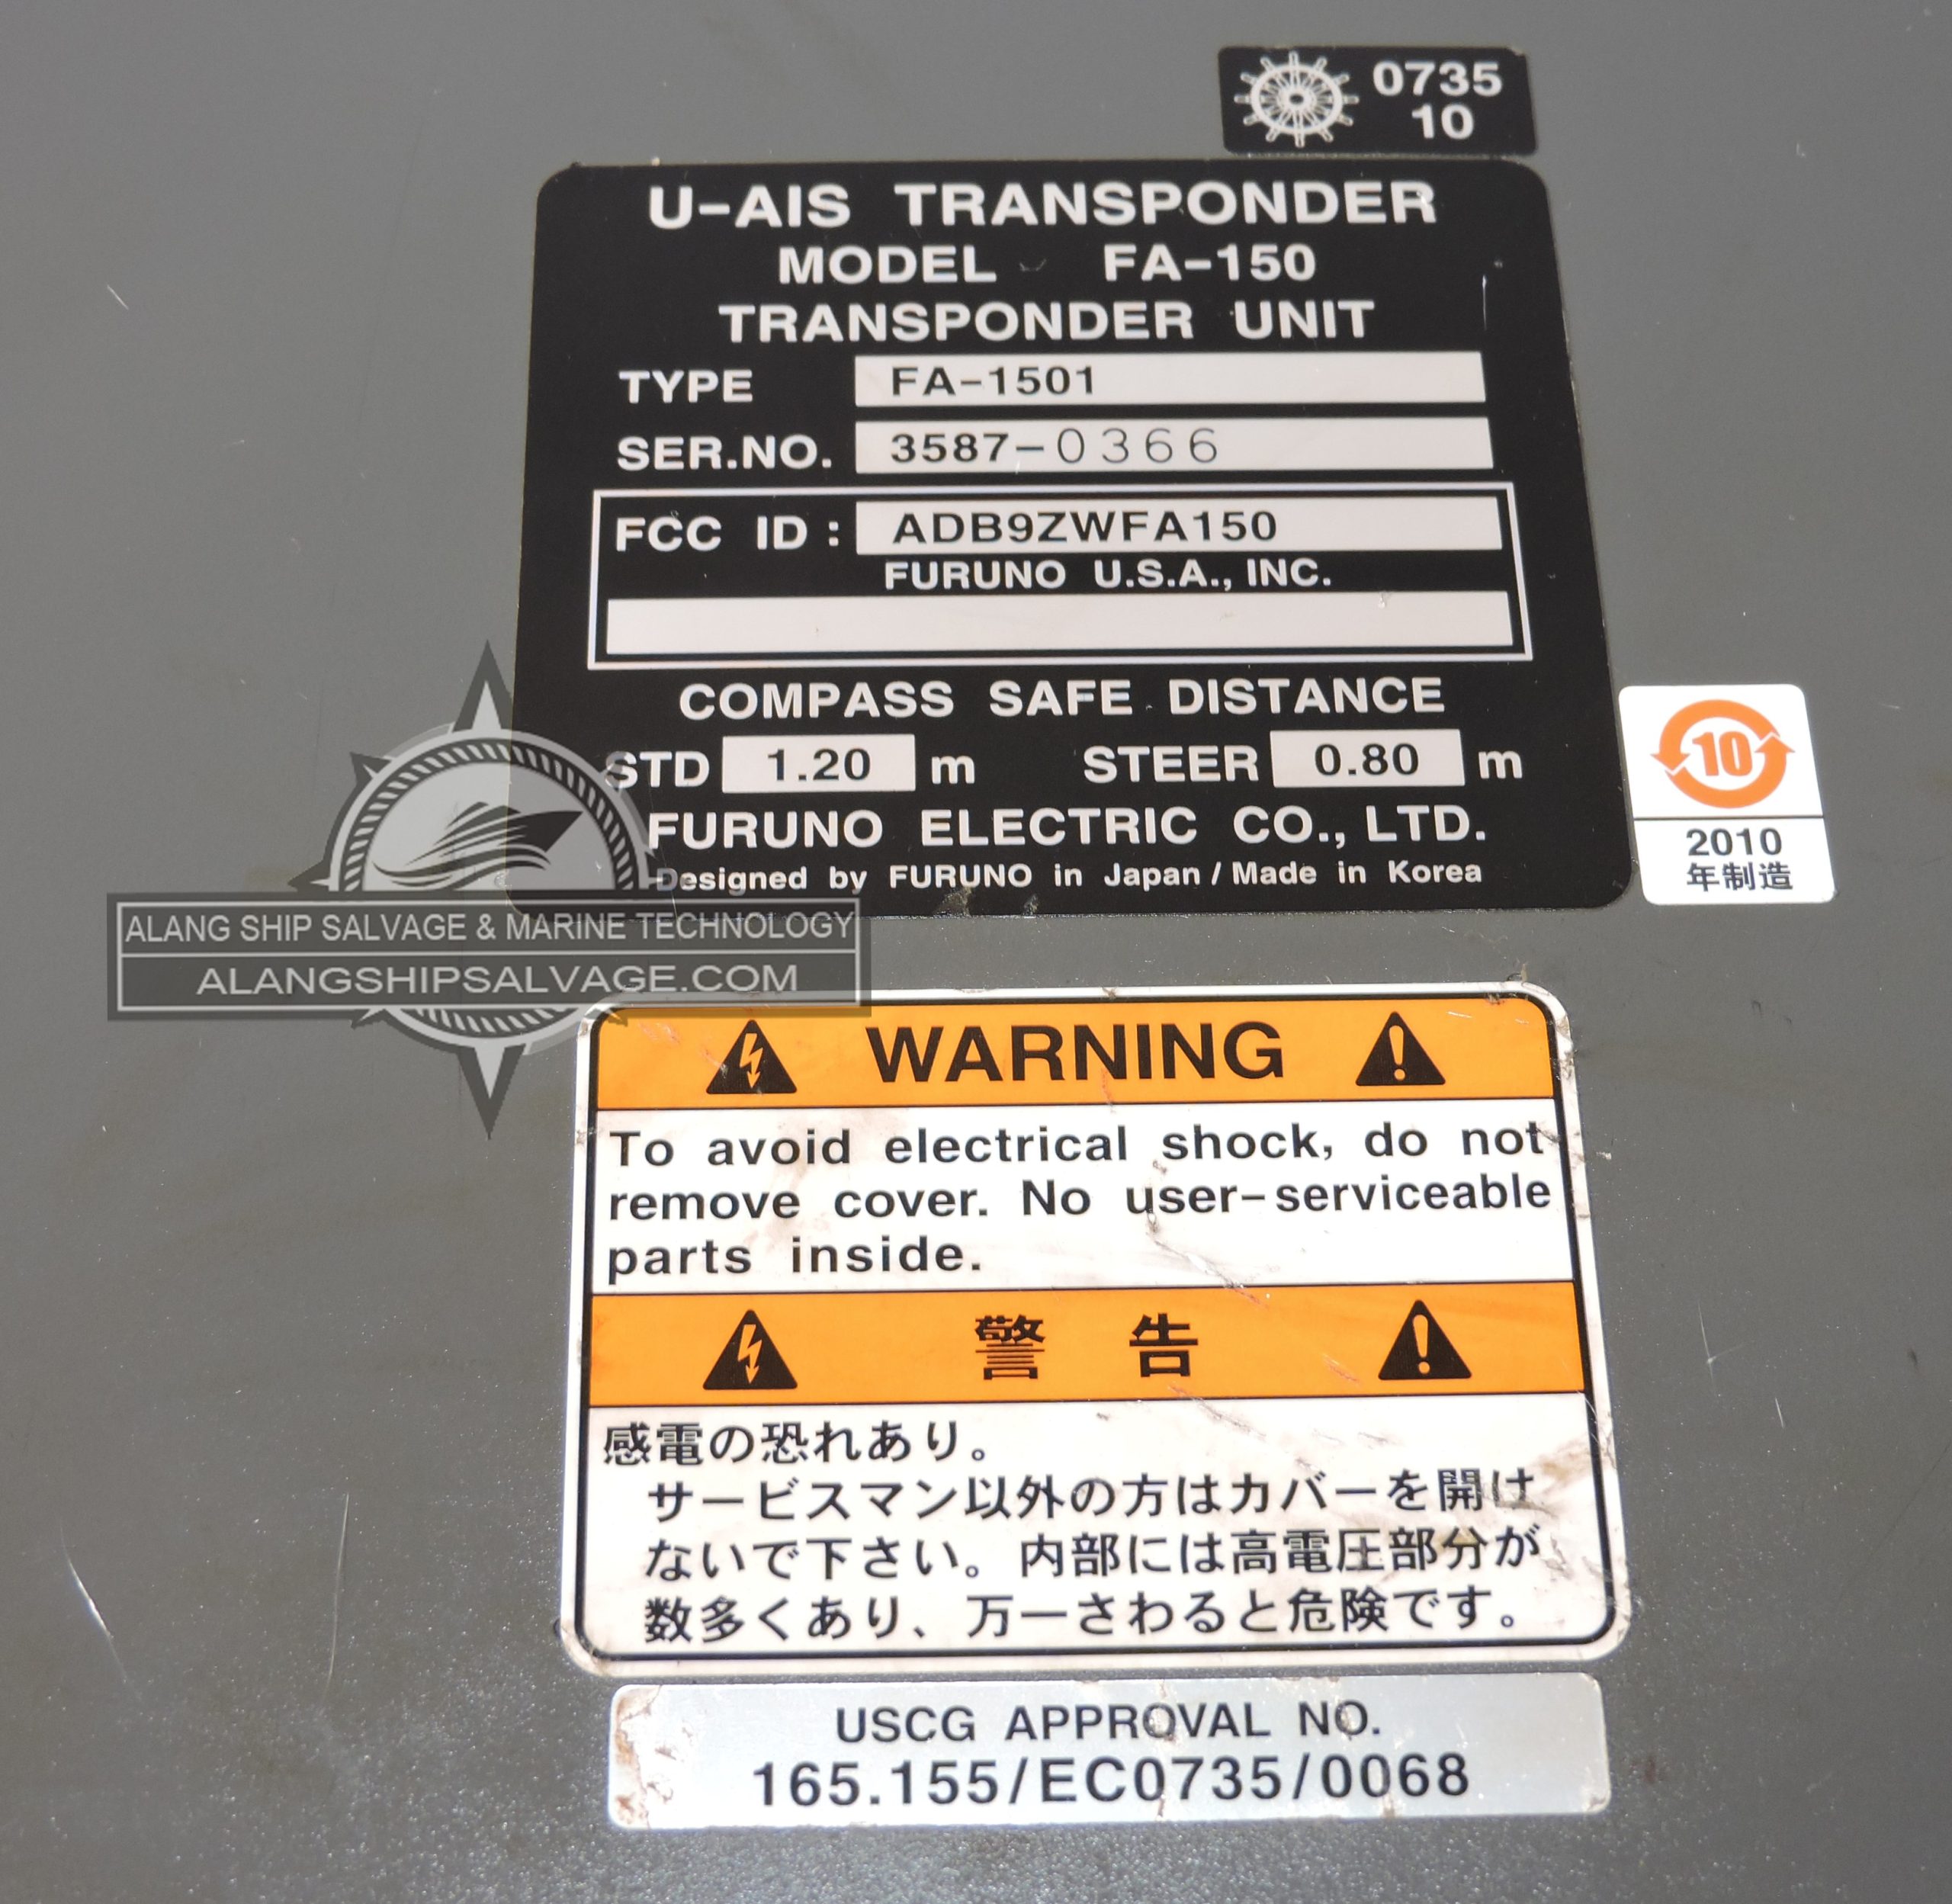 0735
10
U-AIS TRANSPONDER
MODEL FA-150
TRANSPONDER UNIT
TYPE FA-1501
SER.NO. 3587-0366
FCC ID : ADB9ZWFA150
FURUNO U.S.A., INC.
COMPASS SAFE DISTANCE
STD 1.20 m STEER 0.80 m
FURUNO ELECTRIC CO., LTD.
Designed by FURUNO in Japan / Made in Korea
10
2010
年制造
ALANG SHIP SALVAGE & MARINE TECHNOLOGY
ALANGSHIPSALVAGE.COM
WARNING
To avoid electrical shock, do not
remove cover. No user-serviceable
parts inside.
警告
感電の恐れあり。
サービスマン以外の方はカバーを開け
ないで下さい。内部には高電圧部分が
数多くあり、万一さわると危険です。
USCG APPROVAL NO.
165.155/EC0735/0068